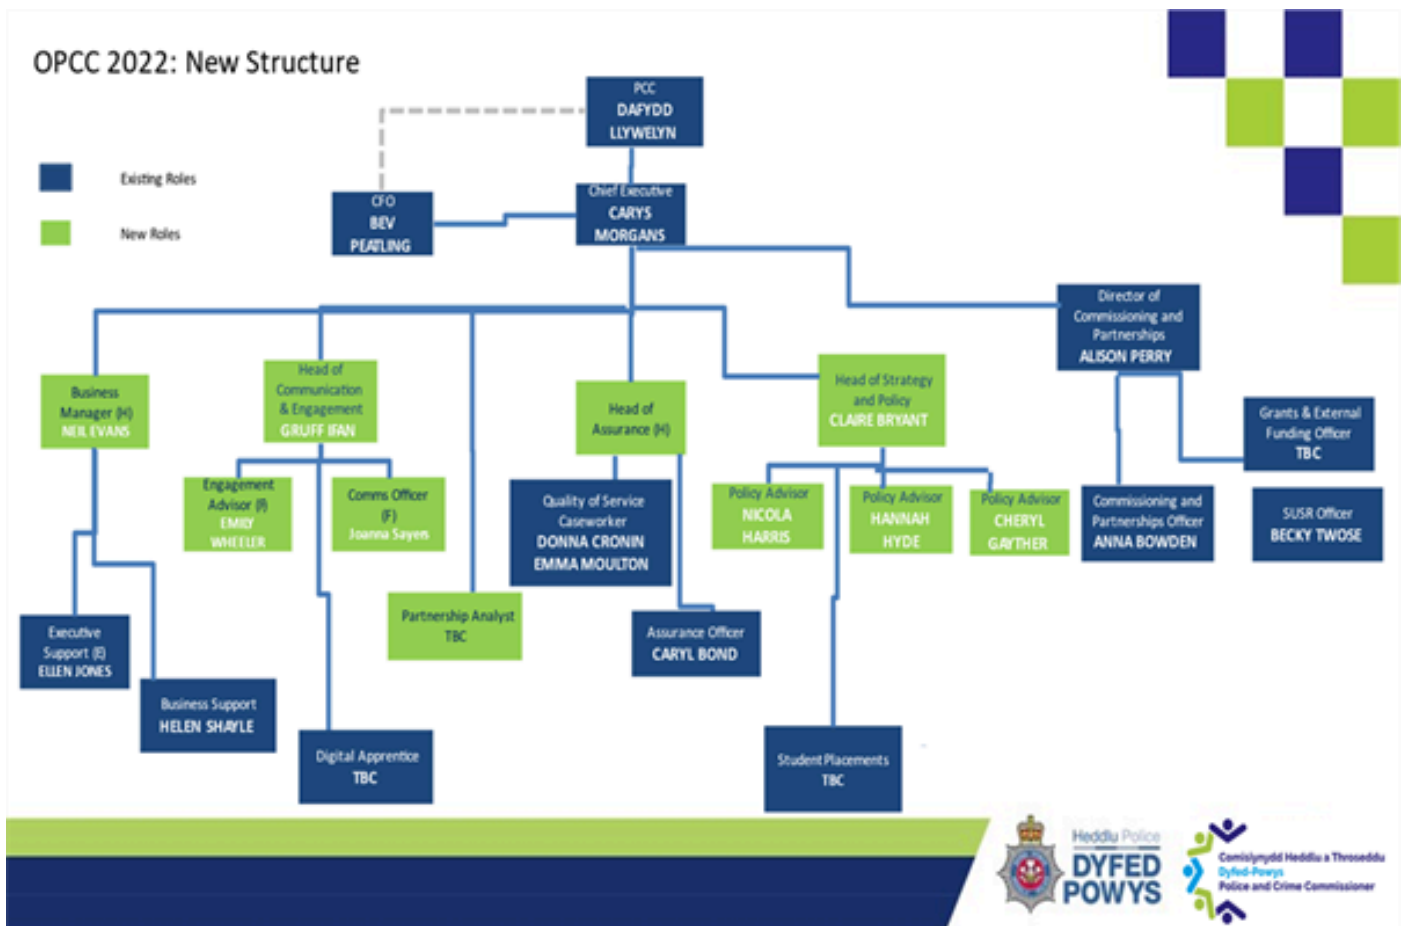 OPCC 2022: New Structure
PCC
DAFYDD
LLYWELYN
Existing Roles
New Roles
CFO
BEV
PEATLING
Chief Executive
CARYS
MORGANS
Director of
Commissioning and
Partnerships
ALISON PERRY
Business
Manager (H)
NEIL EVANS
Head of
Communication
& Engagement
GRUFF IFAN
Head of
Assurance (H)
Head of Strategy
and Policy
CLAIRE BRYANT
Grants & External
Funding Officer
TBC
Engagement
Advisor (F)
EMILY
WHEELER
Comms Officer
(F)
Joanna Sayers
Quality of Service
Caseworker
DONNA CRONIN
EMMA MOULTON
Policy Advisor
NICOLA
HARRIS
Policy Advisor
HANNAH
HYDE
Policy Advisor
CHERYL
GAYTHER
Commissioning and
Partnerships Officer
ANNA BOWDEN
SUSR Officer
BECKY TWOSE
Partnership Analyst
TBC
Executive
Support (E)
ELLEN JONES
Assurance Officer
CARYL BOND
Business Support
HELEN SHAYLE
Digital Apprentice
TBC
Student Placements
TBC
Heddlu Police
DYFED
POWYS
Comisiynydd Heddlu a Throseddu
Dyfed-Powys
Police and Crime Commissioner